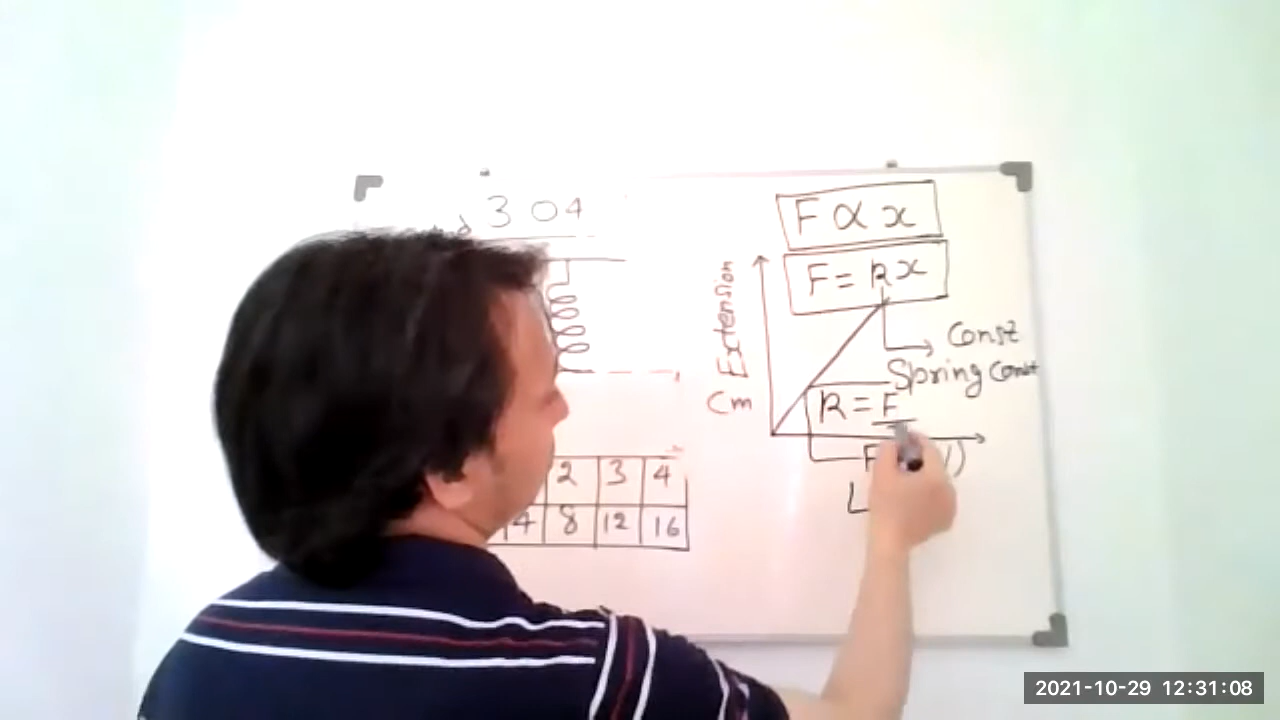 3 04
F ∝ x
F = kx
Extension
Cm
Const
Spring Const
k = F
2 3 4
4 8 12 16
2021-10-29 12:31:08